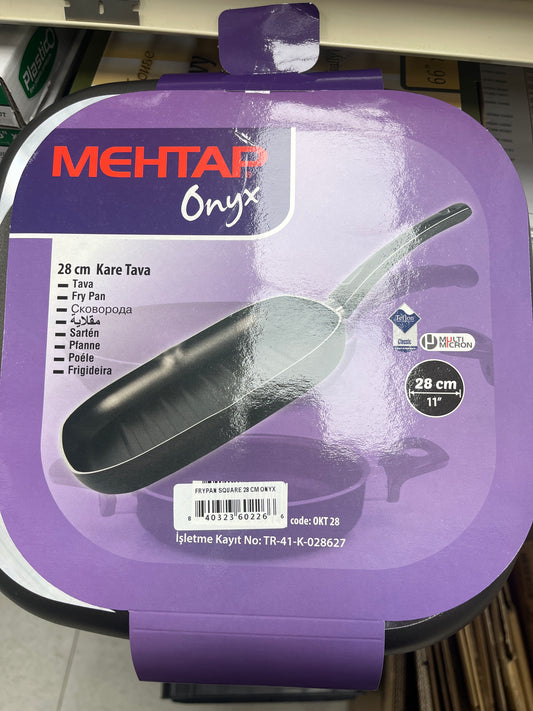 Plastic
66"
MEHTAP
Onyx
28 cm Kare Tava
Tava
Fry Pan
Сковорода
مقلاية
Sartén
Pfanne
Poéle
Frigideira
Teflon
Classic
MULTI
MICRON
28 cm
11"
FRYPAN SQUARE 28 CM ONYX
8 40323 60226 6
code: OKT 28
İşletme Kayıt No: TR-41-K-028627